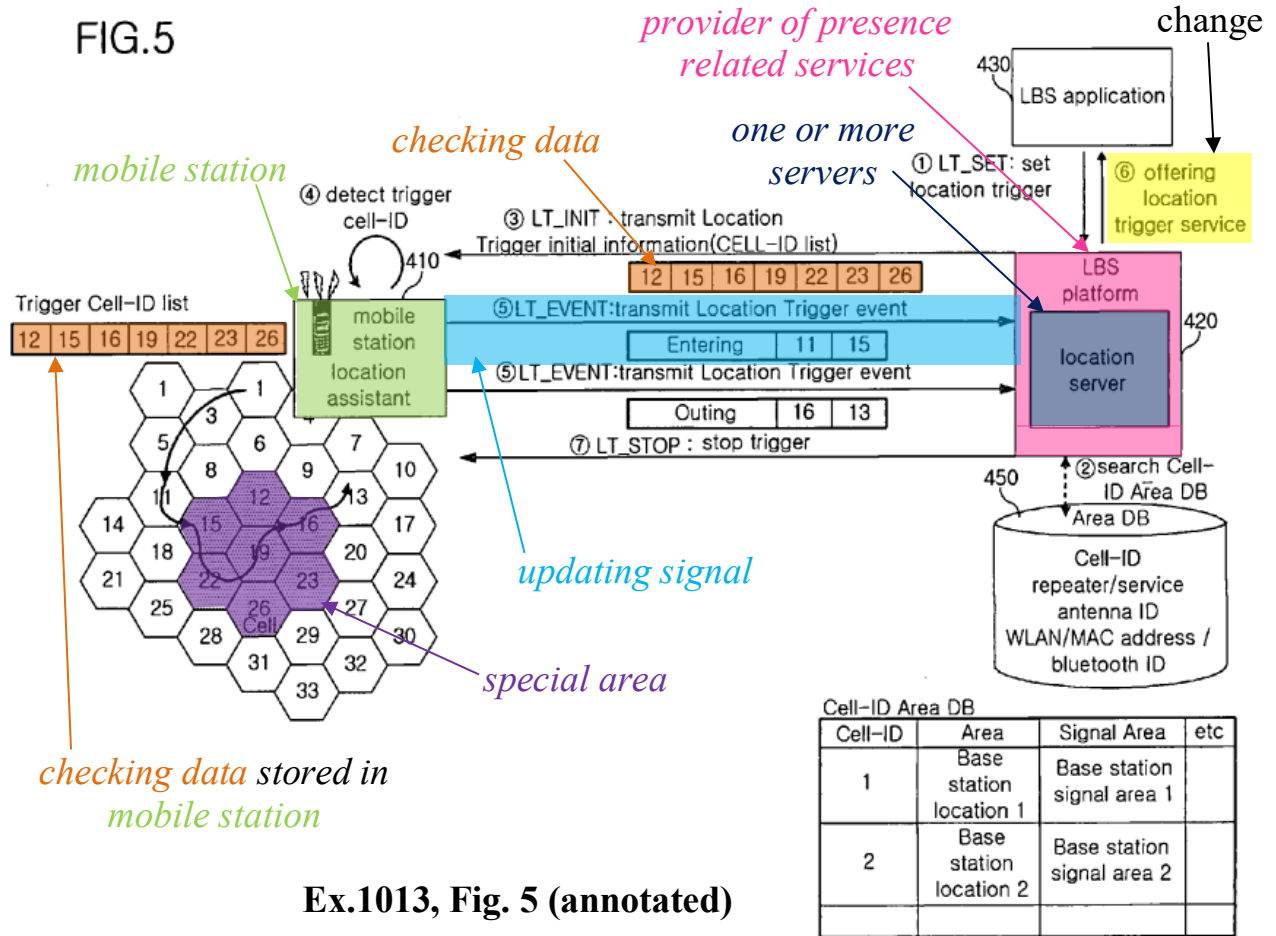 FIG.5
provider of presence
related services
change
430
LBS application
checking data
one or more
servers
mobile station
① LT_SET: set
location trigger
⑥ offering
location
trigger service
④ detect trigger
cell-ID
③ LT_INIT : transmit Location
Trigger initial information(CELL-ID list)
410
12 15 16 19 22 23 26
LBS
platform
Trigger Cell-ID list
12 15 16 19 22 23 26
mobile
station
location
assistant
⑤LT_EVENT:transmit Location Trigger event
Entering 11 15
⑤LT_EVENT:transmit Location Trigger event
Outing 16 13
⑦ LT_STOP : stop trigger
location
server
420
1
1
3
5
6
7
8
9
10
11
12
13
14
15
16
17
18
19
20
21
22
23
24
25
26
Cell
27
28
29
30
31
32
33
updating signal
special area
②search Cell-
ID Area DB
450
Area DB
Cell-ID
repeater/service
antenna ID
WLAN/MAC address /
bluetooth ID
checking data stored in
mobile station
Cell-ID Area DB
Cell-ID Area Signal Area etc
1 Base station location 1 Base station signal area 1
2 Base station location 2 Base station signal area 2
Ex.1013, Fig. 5 (annotated)